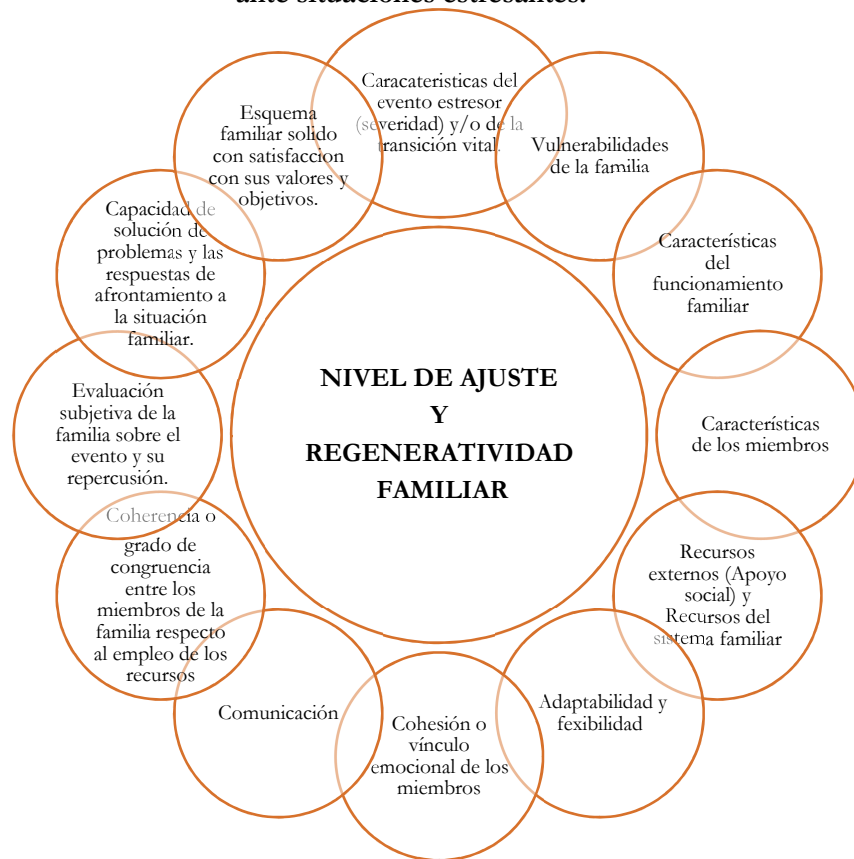 ante situaciones estresantes.
Caracateristicas del
evento estresor
(severidad) y/o de la
transición vital.
Vulnerabilidades
de la familia
Características
del
funcionamiento
familiar
Características
de los miembros
Recursos
externos (Apoyo
social) y
Recursos del
sistema familiar
Adaptabilidad y
fexibilidad
Cohesión o
vínculo
emocional de los
miembros
Comunicación
Coherencia o
grado de
congruencia
entre los
miembros de la
familia respecto
al empleo de los
recursos
Evaluación
subjetiva de la
familia sobre el
evento y su
repercusión.
Capacidad de
solución de
problemas y las
respuestas de
afrontamiento a
la situación
familiar.
Esquema
familiar solido
con satisfaccion
con sus valores y
objetivos.
NIVEL DE AJUSTE
Y
REGENERATIVIDAD
FAMILIAR